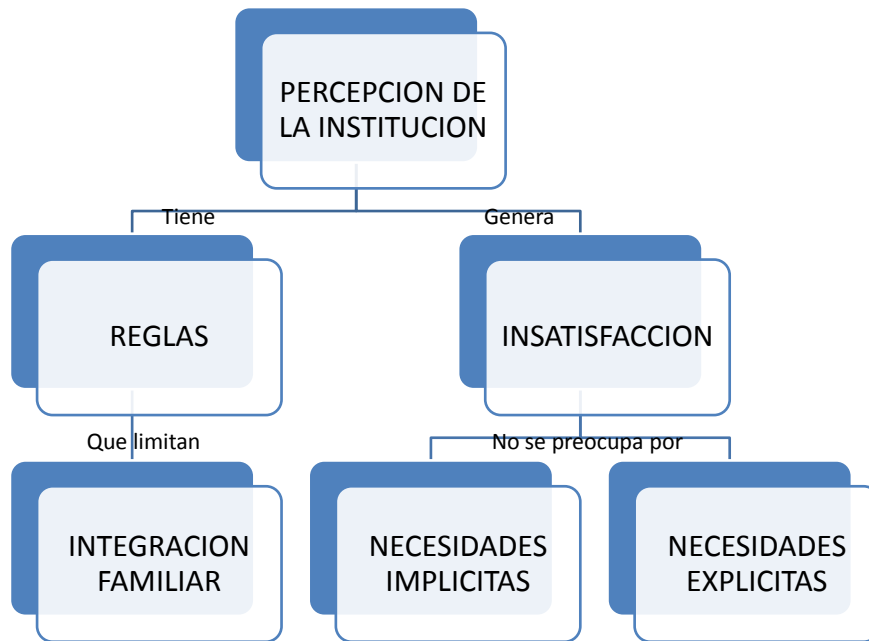 PERCEPCION DE
LA INSTITUCION
Tiene
Genera
REGLAS
INSATISFACCION
Que limitan
No se preocupa por
INTEGRACION
FAMILIAR
NECESIDADES
IMPLICITAS
NECESIDADES
EXPLICITAS